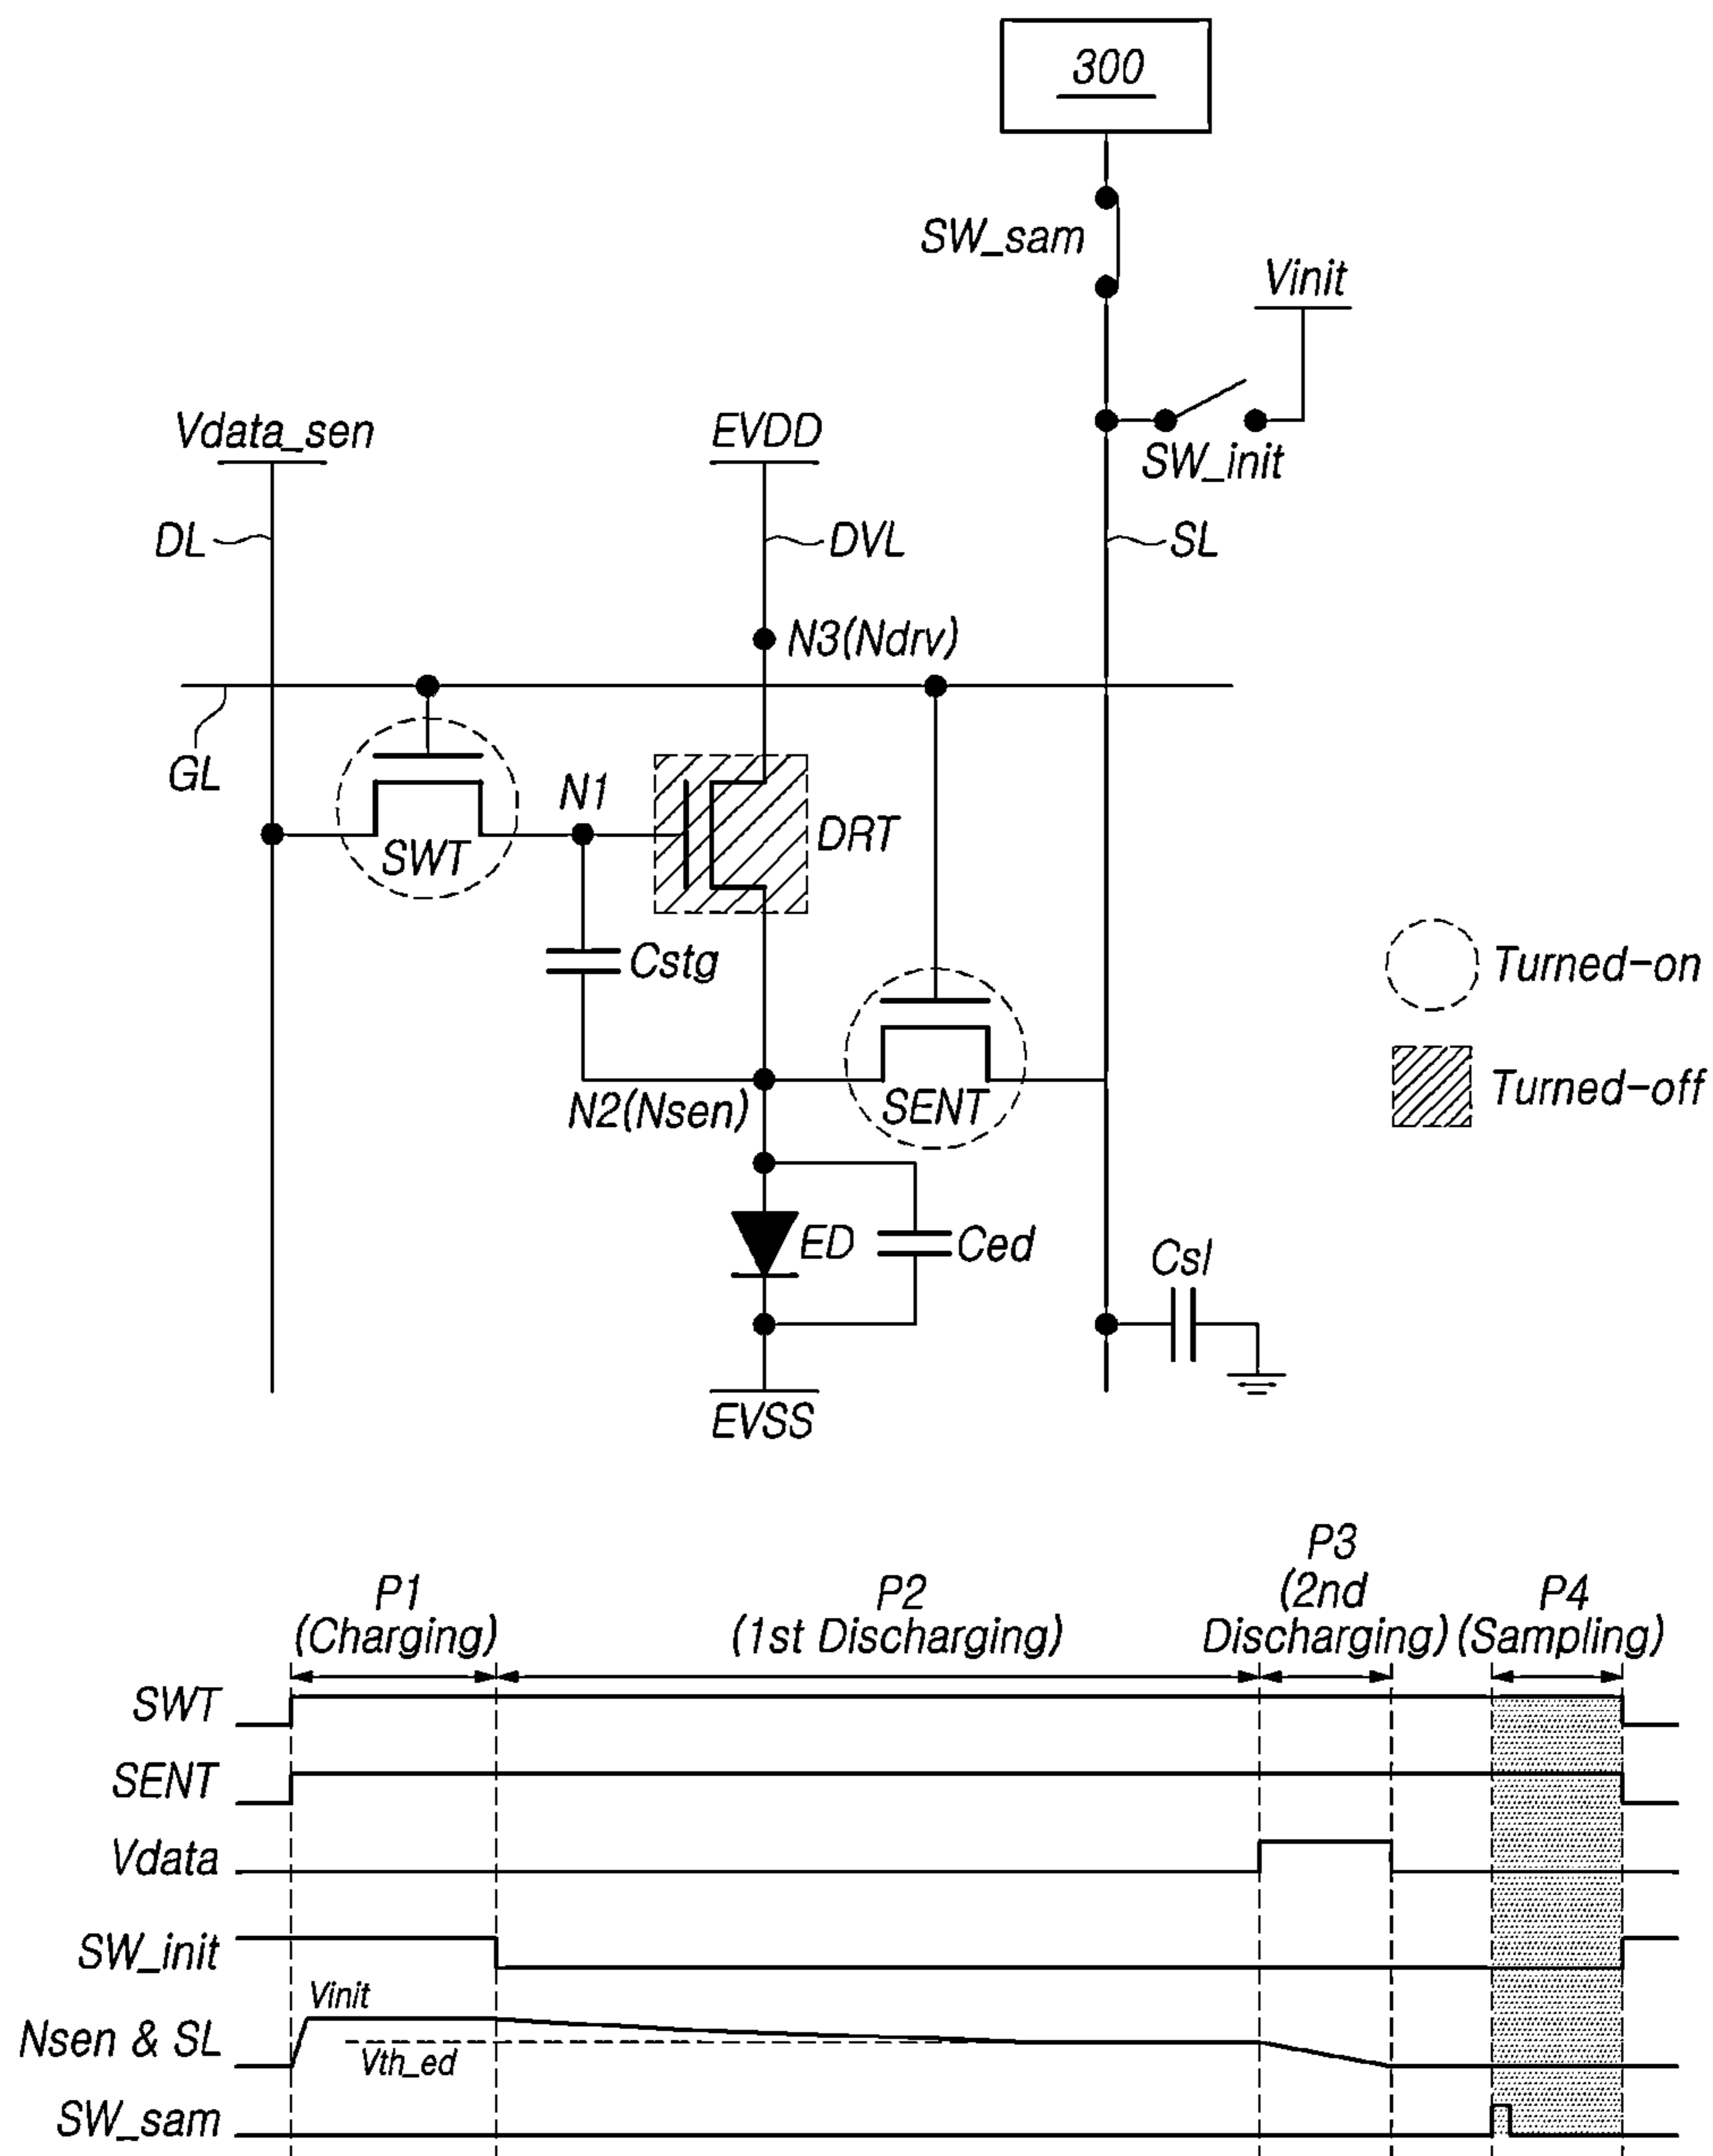 300
SW_sam
Vinit
SW_init
Vdata_sen
EVDD
DL
DVL
SL
N3(Ndrv)
GL
N1
SWT
DRT
Cstg
Turned-on
N2(Nsen)
SENT
Turned-off
ED
Ced
Csl
EVSS
P1
(Charging)
P2
(1st Discharging)
P3
(2nd
Discharging)
P4
(Sampling)
SWT
SENT
Vdata
SW_init
Vinit
Nsen & SL
Vth_ed
SW_sam